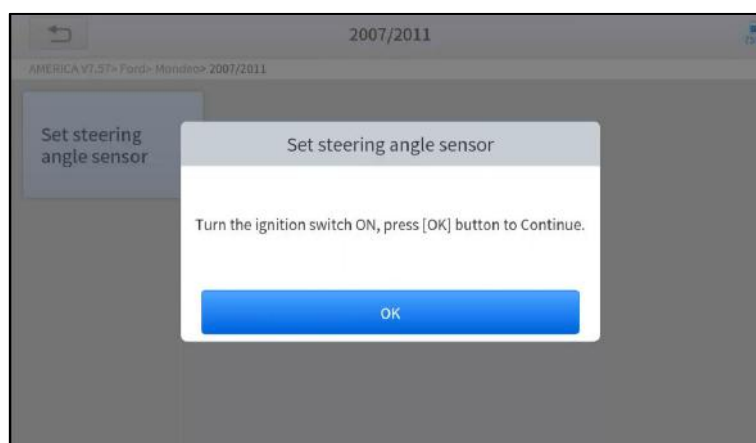 2007/2011
AMERICA V7.57> Ford> Mondeo> 2007/2011
Set steering
angle sensor
Set steering angle sensor
Turn the ignition switch ON, press [OK] button to Continue.
OK